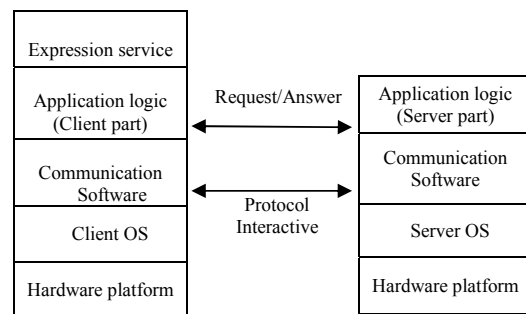 Expression service
Application logic
(Client part)
Communication
Software
Client OS
Hardware platform
Request/Answer
Protocol
Interactive
Application logic
(Server part)
Communication
Software
Server OS
Hardware platform